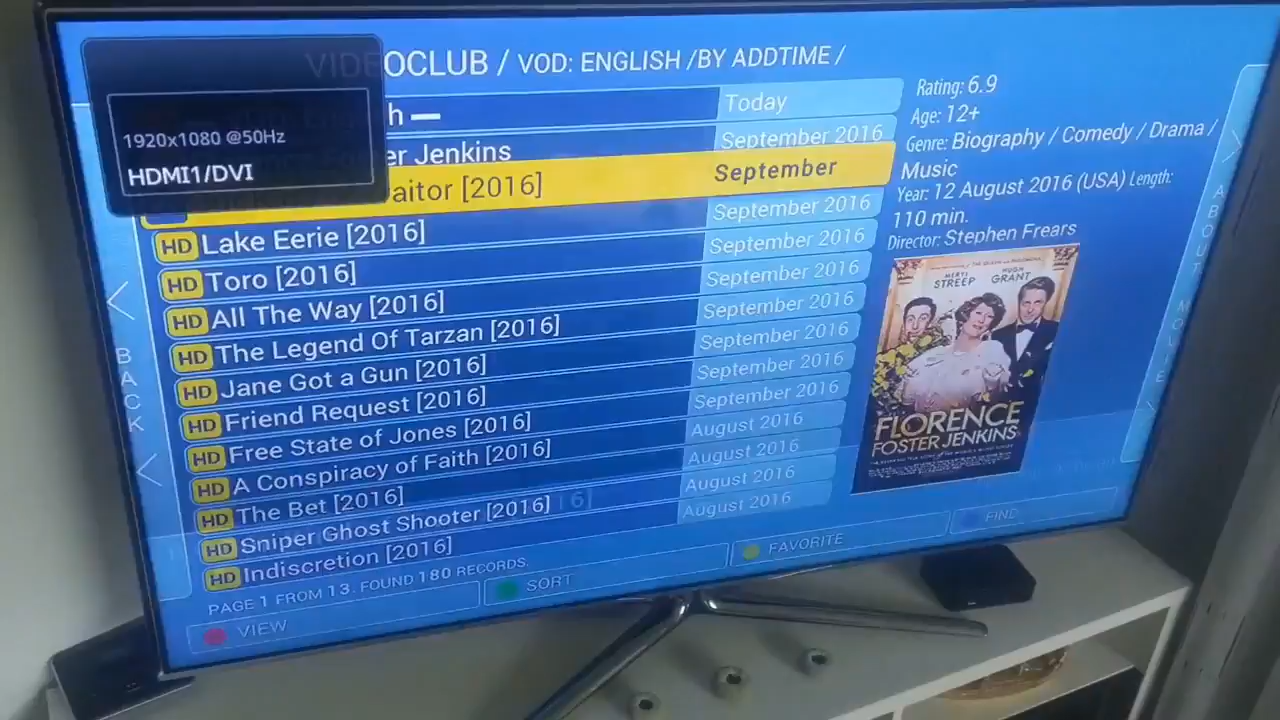 VIDEOCLUB / VOD: ENGLISH /BY ADDTIME /
1920x1080 @50Hz
HDMI1/DVI
Today
er Jenkins September 2016
aitor [2016] September
HD Lake Eerie [2016] September 2016
HD Toro [2016] September 2016
HD All The Way [2016] September 2016
HD The Legend Of Tarzan [2016] September 2016
HD Jane Got a Gun [2016] September 2016
HD Friend Request [2016] September 2016
HD Free State of Jones [2016] September 2016
HD A Conspiracy of Faith [2016] August 2016
HD The Bet [2016] August 2016
HD Sniper Ghost Shooter [2016] August 2016
HD Indiscretion [2016] August 2016
PAGE 1 FROM 13. FOUND 180 RECORDS.
VIEW
SORT
FAVORITE
FIND
BACK
Rating: 6.9
Age: 12+
Genre: Biography / Comedy / Drama /
Music
Year: 12 August 2016 (USA) Length:
110 min.
Director: Stephen Frears
MERYL STREEP
HUGH GRANT
FLORENCE
FOSTER JENKINS
ABOUT MOVIE